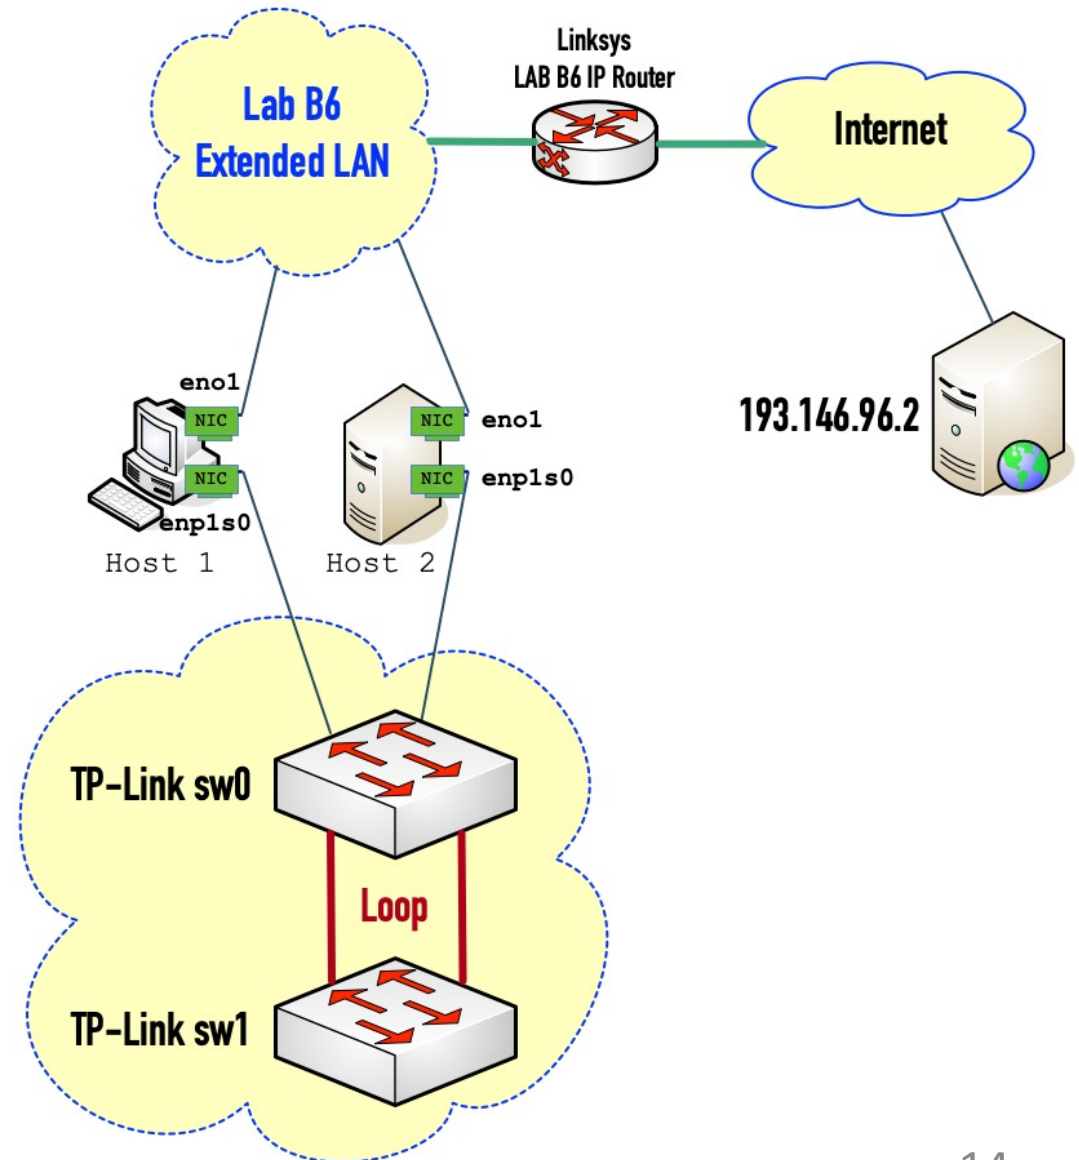 Linksys
LAB B6 IP Router
Lab B6
Extended LAN
Internet
eno1
NIC
NIC
eno1
193.146.96.2
NIC
NIC
enp1s0
enp1s0
Host 1
Host 2
TP-Link sw0
Loop
TP-Link sw1
14